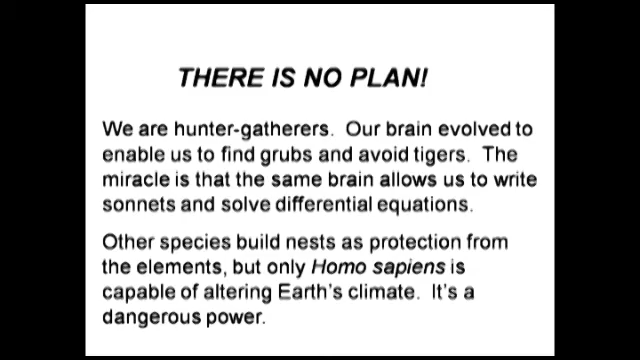 THERE IS NO PLAN!
We are hunter-gatherers. Our brain evolved to
enable us to find grubs and avoid tigers. The
miracle is that the same brain allows us to write
sonnets and solve differential equations.
Other species build nests as protection from
the elements, but only Homo sapiens is
capable of altering Earth's climate. It's a
dangerous power.